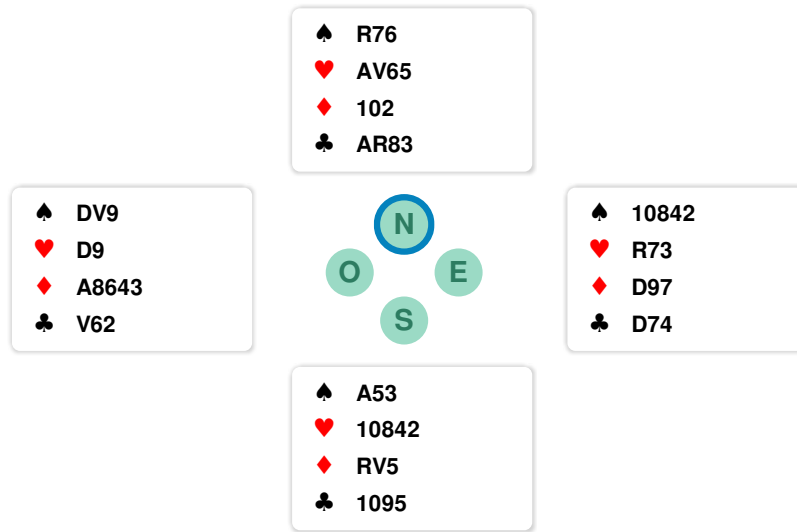 ♠ R76
♥ AV65
♦ 102
♣ AR83
♠ DV9
♥ D9
♦ A8643
♣ V62
N
O E
S
♠ 10842
♥ R73
♦ D97
♣ D74
♠ A53
♥ 10842
♦ RV5
♣ 1095